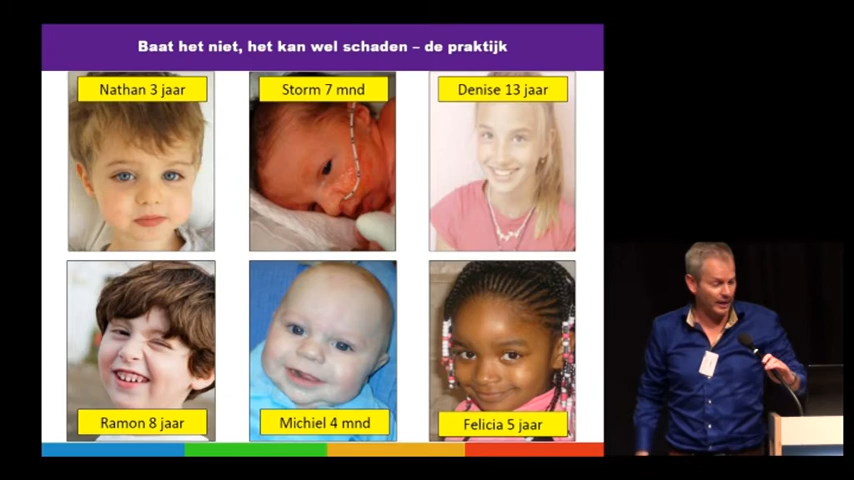 Baat het niet, het kan wel schaden – de praktijk
Nathan 3 jaar
Storm 7 mnd
Denise 13 jaar
Ramon 8 jaar
Michiel 4 mnd
Felicia 5 jaar